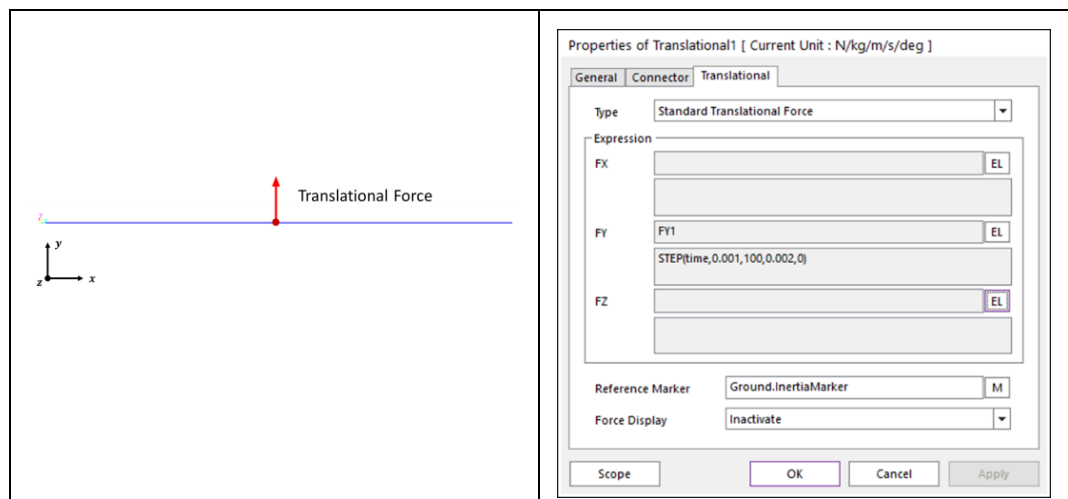 Translational Force
y
z
x
Properties of Translational1 [ Current Unit : N/kg/m/s/deg ]
General Connector Translational
Type Standard Translational Force
Expression
FX EL
FY FY1 EL
STEP(time,0.001,100,0.002,0)
FZ EL
Reference Marker Ground.InertiaMarker M
Force Display Inactivate
Scope OK Cancel Apply